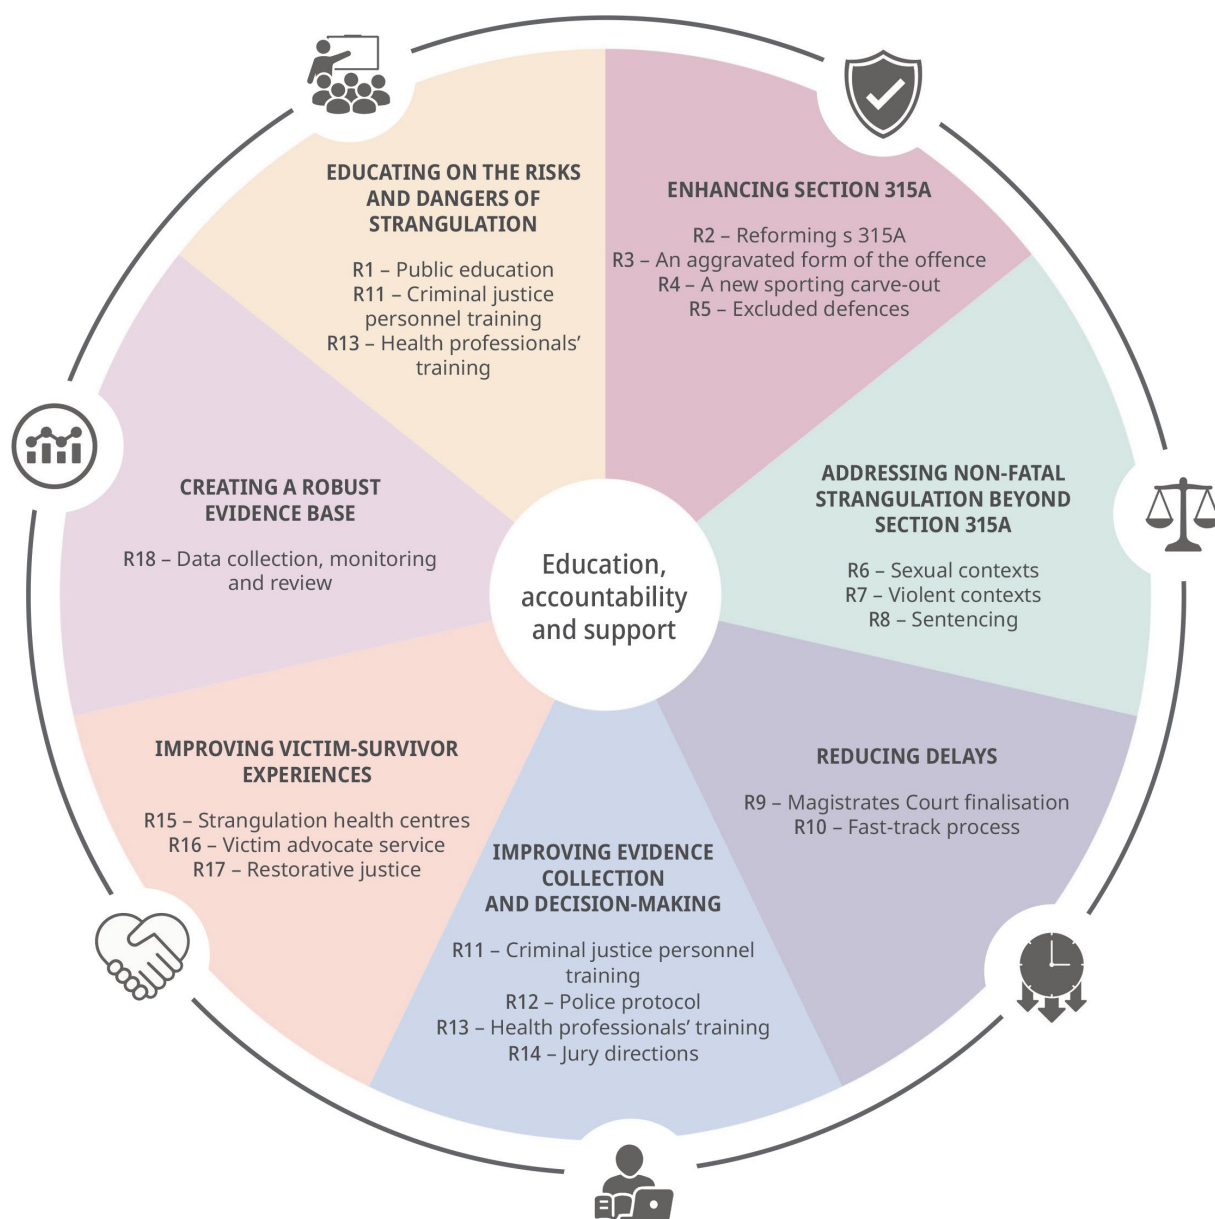 EDUCATING ON THE RISKS
AND DANGERS OF
STRANGULATION
R1 – Public education
R11 – Criminal justice
personnel training
R13 – Health professionals’
training
ENHANCING SECTION 315A
R2 – Reforming s 315A
R3 – An aggravated form of the offence
R4 – A new sporting carve-out
R5 – Excluded defences
ADDRESSING NON-FATAL
STRANGULATION BEYOND
SECTION 315A
R6 – Sexual contexts
R7 – Violent contexts
R8 – Sentencing
REDUCING DELAYS
R9 – Magistrates Court finalisation
R10 – Fast-track process
IMPROVING EVIDENCE
COLLECTION
AND DECISION-MAKING
R11 – Criminal justice personnel
training
R12 – Police protocol
R13 – Health professionals’ training
R14 – Jury directions
IMPROVING VICTIM-SURVIVOR
EXPERIENCES
R15 – Strangulation health centres
R16 – Victim advocate service
R17 – Restorative justice
CREATING A ROBUST
EVIDENCE BASE
R18 – Data collection, monitoring
and review
Education,
accountability
and support